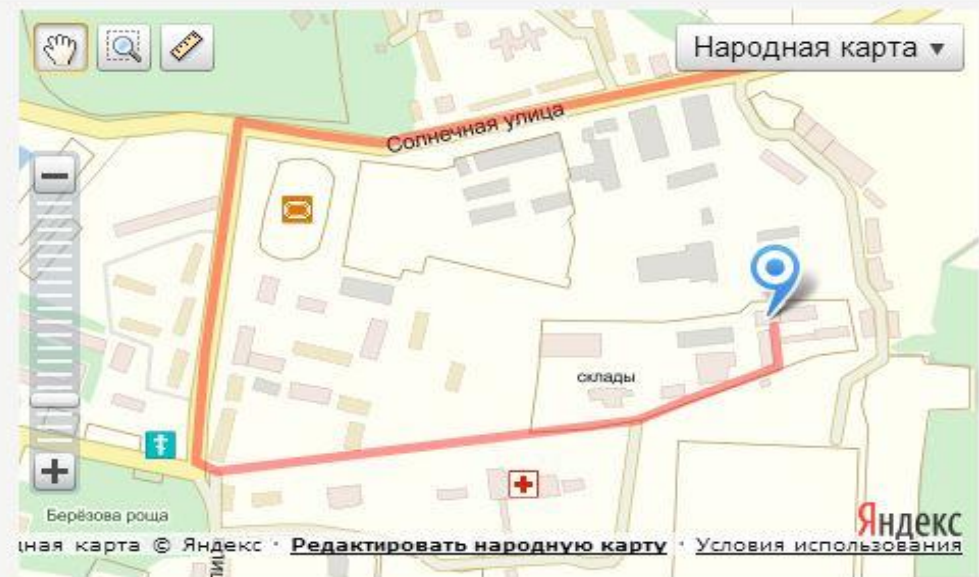 Народная карта ▾
Солнечная улица
склады
Берёзова роща
Яндекс
ная карта © Яндекс · Редактировать народную карту · Условия использования